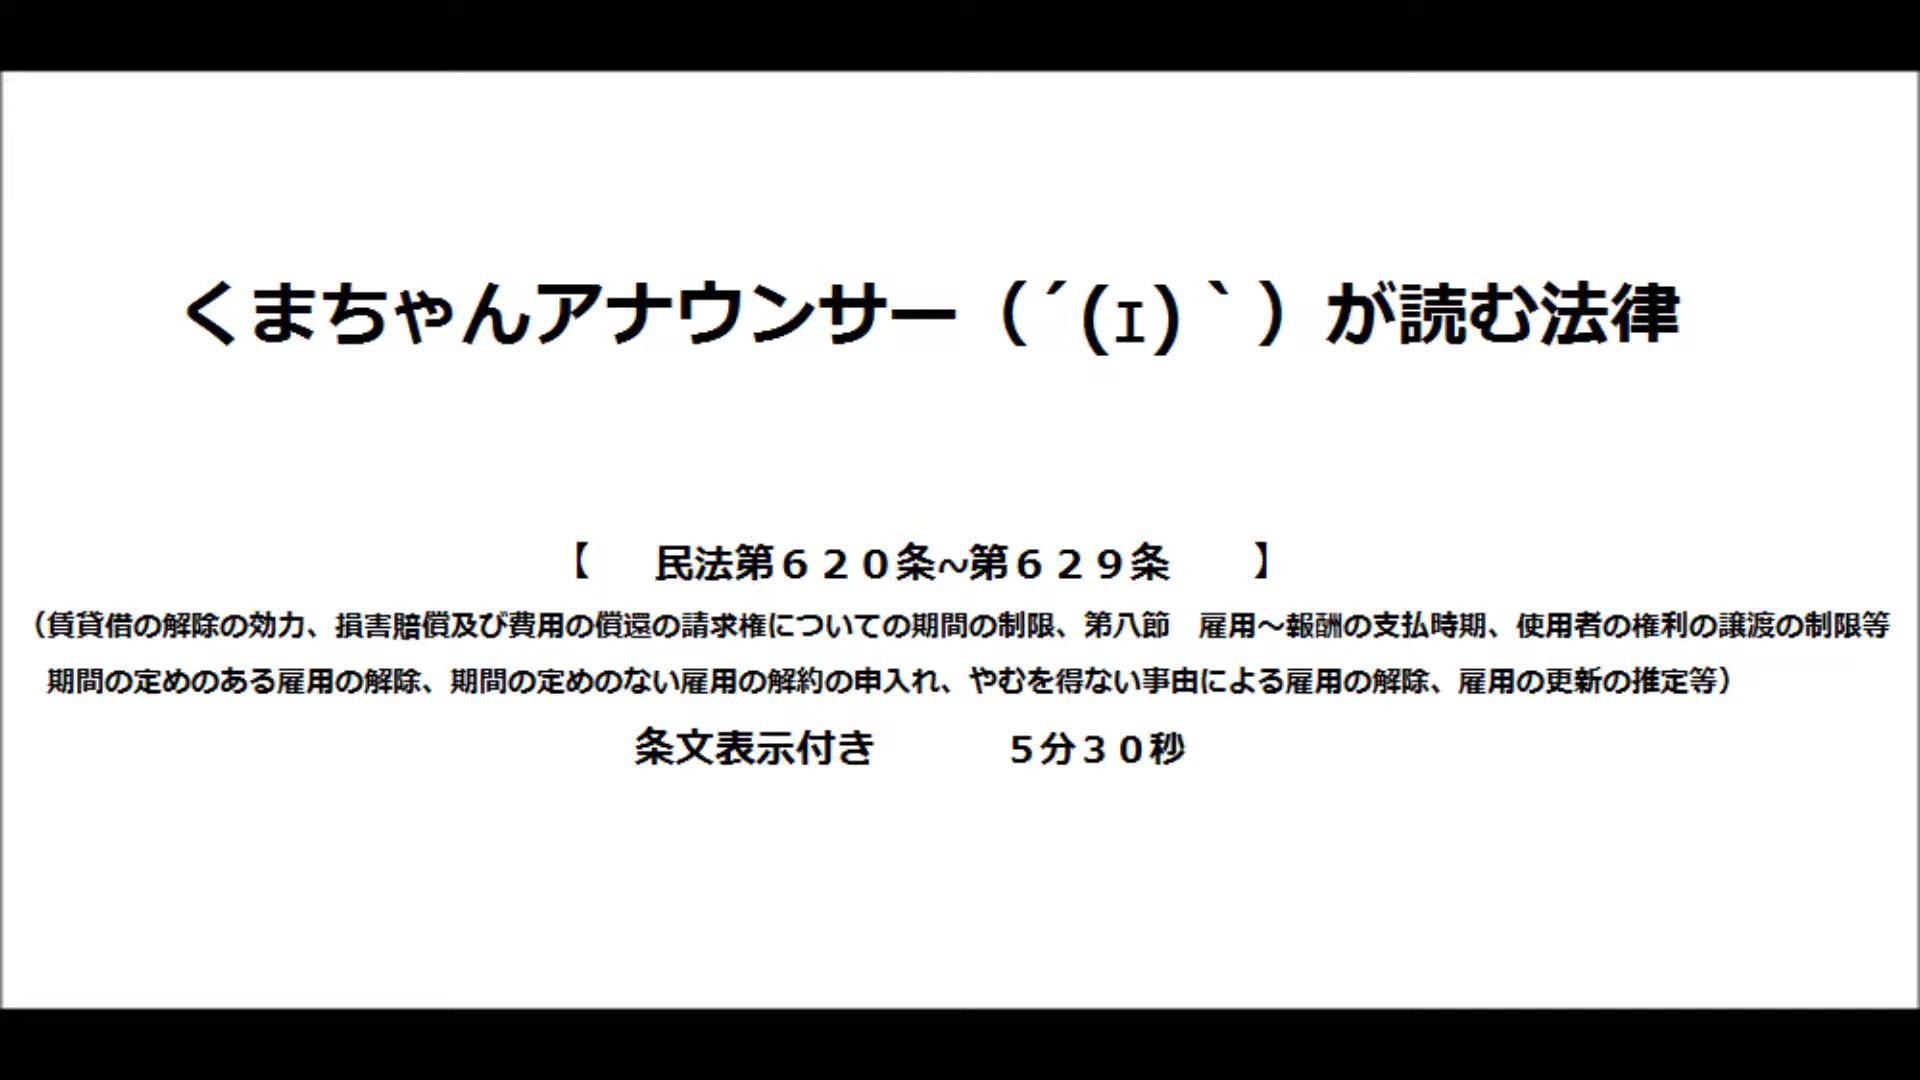 くまちゃんアナウンサー（´(ｪ)｀）が読む法律
【　民法第６２０条~第６２９条　】
（賃貸借の解除の効力、損害賠償及び費用の償還の請求権についての期間の制限、第八節　雇用～報酬の支払時期、使用者の権利の譲渡の制限等
期間の定めのある雇用の解除、期間の定めのない雇用の解約の申入れ、やむを得ない事由による雇用の解除、雇用の更新の推定等）
条文表示付き　　５分３０秒